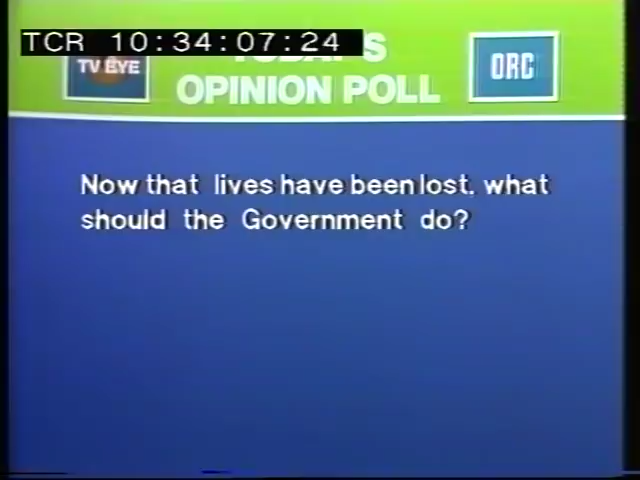 TCR 10:34:07:24
TV EYE
OPINION POLL
ORC
Now that lives have been lost, what
should the Government do?